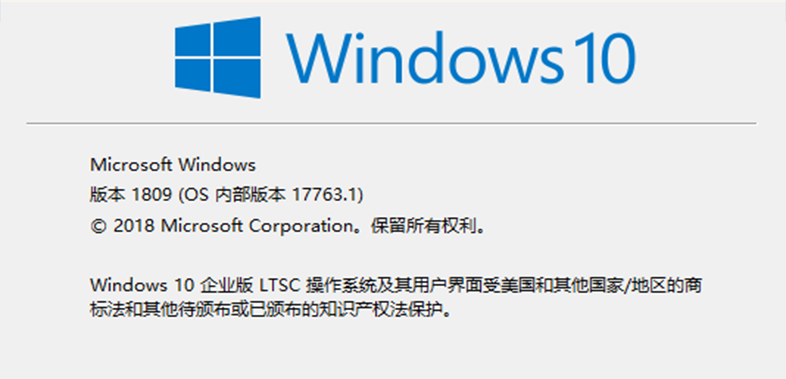 Windows 10
Microsoft Windows
版本 1809 (OS 内部版本 17763.1)
© 2018 Microsoft Corporation。保留所有权利。
Windows 10 企业版 LTSC 操作系统及其用户界面受美国和其他国家/地区的商
标法和其他待颁布或已颁布的知识产权法保护。